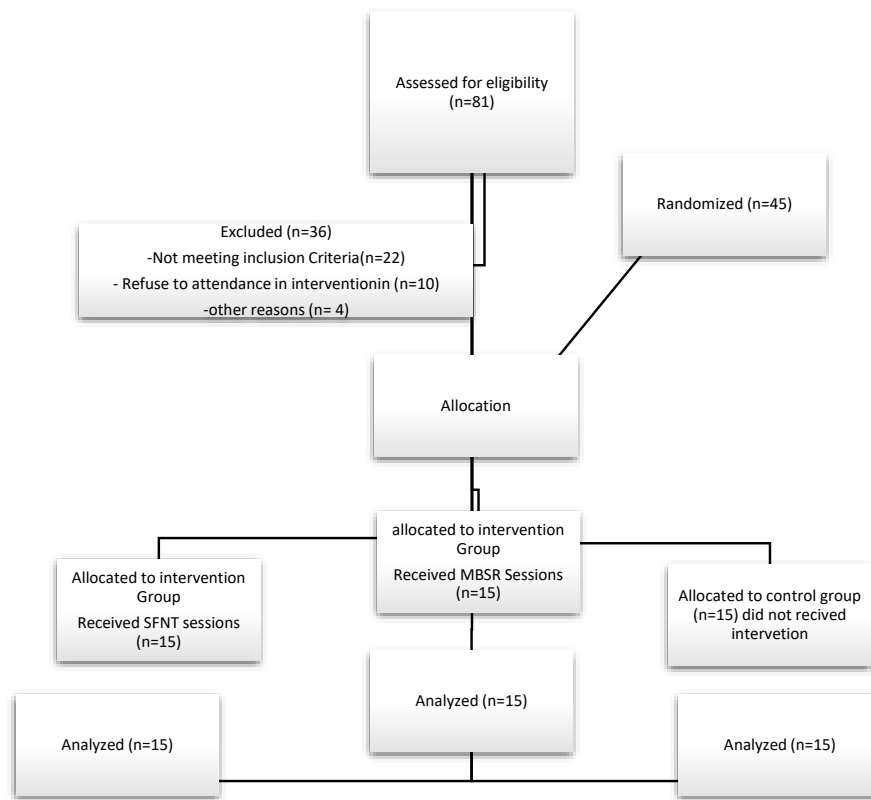 Assessed for eligibility
(n=81)
Randomized (n=45)
Excluded (n=36)
-Not meeting inclusion Criteria(n=22)
- Refuse to attendance in interventionin (n=10)
-other reasons (n= 4)
Allocation
Allocated to intervention
Group
Received SFNT sessions
(n=15)
allocated to intervention
Group
Received MBSR Sessions
(n=15)
Allocated to control group
(n=15) did not recived
intervetion
Analyzed (n=15)
Analyzed (n=15)
Analyzed (n=15)